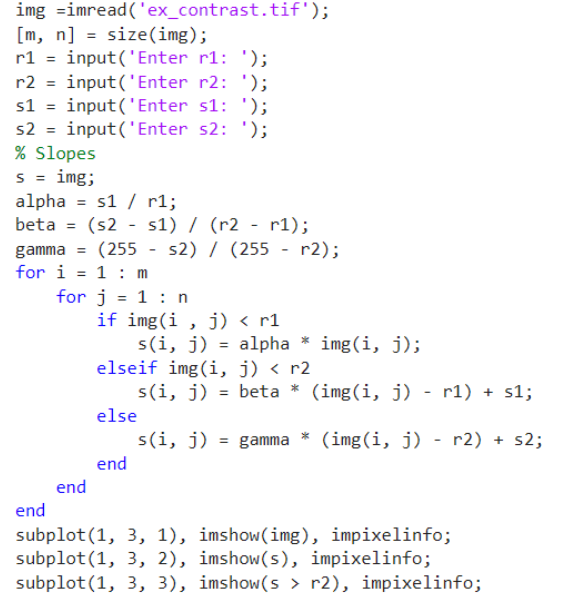 img =imread('ex_contrast.tif');
[m, n] = size(img);
r1 = input('Enter r1: ');
r2 = input('Enter r2: ');
s1 = input('Enter s1: ');
s2 = input('Enter s2: ');
% Slopes
s = img;
alpha = s1 / r1;
beta = (s2 - s1) / (r2 - r1);
gamma = (255 - s2) / (255 - r2);
for i = 1 : m
    for j = 1 : n
        if img(i , j) < r1
            s(i, j) = alpha * img(i, j);
        elseif img(i, j) < r2
            s(i, j) = beta * (img(i, j) - r1) + s1;
        else
            s(i, j) = gamma * (img(i, j) - r2) + s2;
        end
    end
end
subplot(1, 3, 1), imshow(img), impixelinfo;
subplot(1, 3, 2), imshow(s), impixelinfo;
subplot(1, 3, 3), imshow(s > r2), impixelinfo;